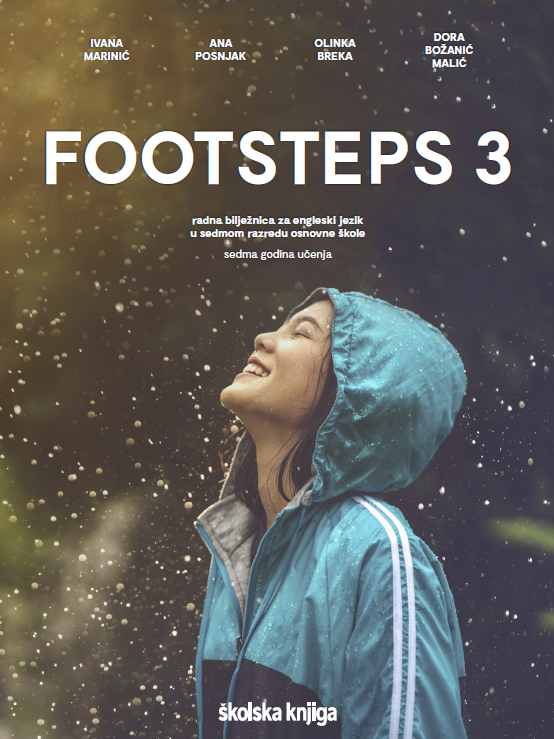 IVANA
MARINIĆ
ANA
POSNJAK
OLINKA
BREKA
DORA
BOŽANIĆ
MALIĆ
FOOTSTEPS 3
radna bilježnica za engleski jezik
u sedmom razredu osnovne škole
sedma godina učenja
školska knjiga